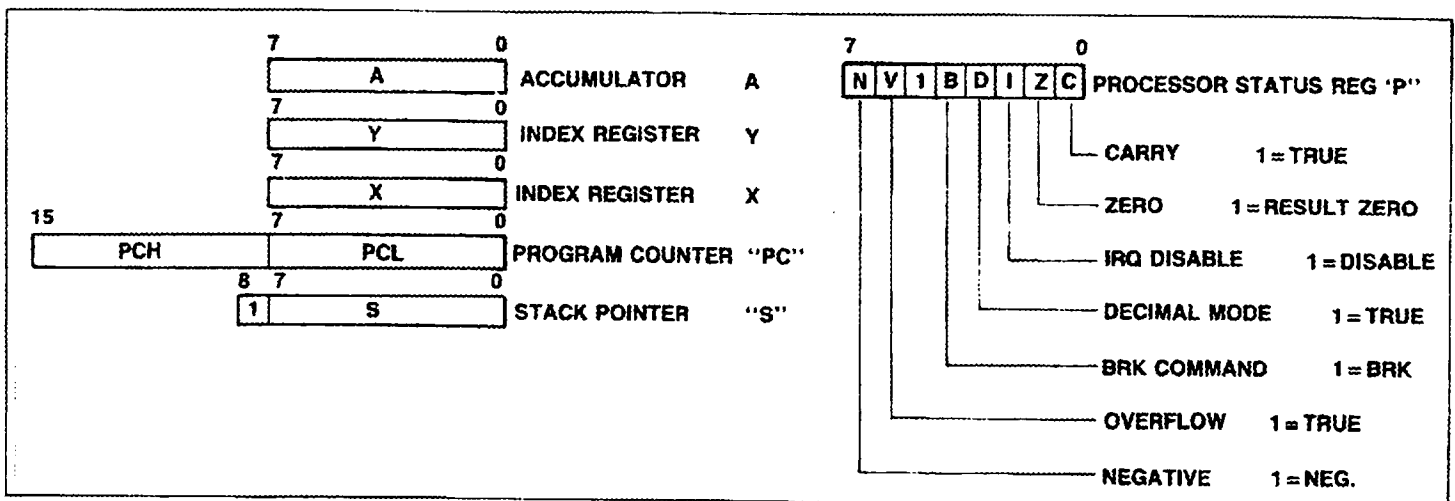 7 0
A ACCUMULATOR A
7 0
Y INDEX REGISTER Y
7 0
X INDEX REGISTER X
15 7 0
PCH PCL PROGRAM COUNTER "PC"
8 7 0
1 S STACK POINTER "S"
7 0
N V 1 B D I Z C PROCESSOR STATUS REG 'P''
CARRY 1 = TRUE
ZERO 1 = RESULT ZERO
IRQ DISABLE 1 = DISABLE
DECIMAL MODE 1 = TRUE
BRK COMMAND 1 = BRK
OVERFLOW 1 = TRUE
NEGATIVE 1 = NEG.